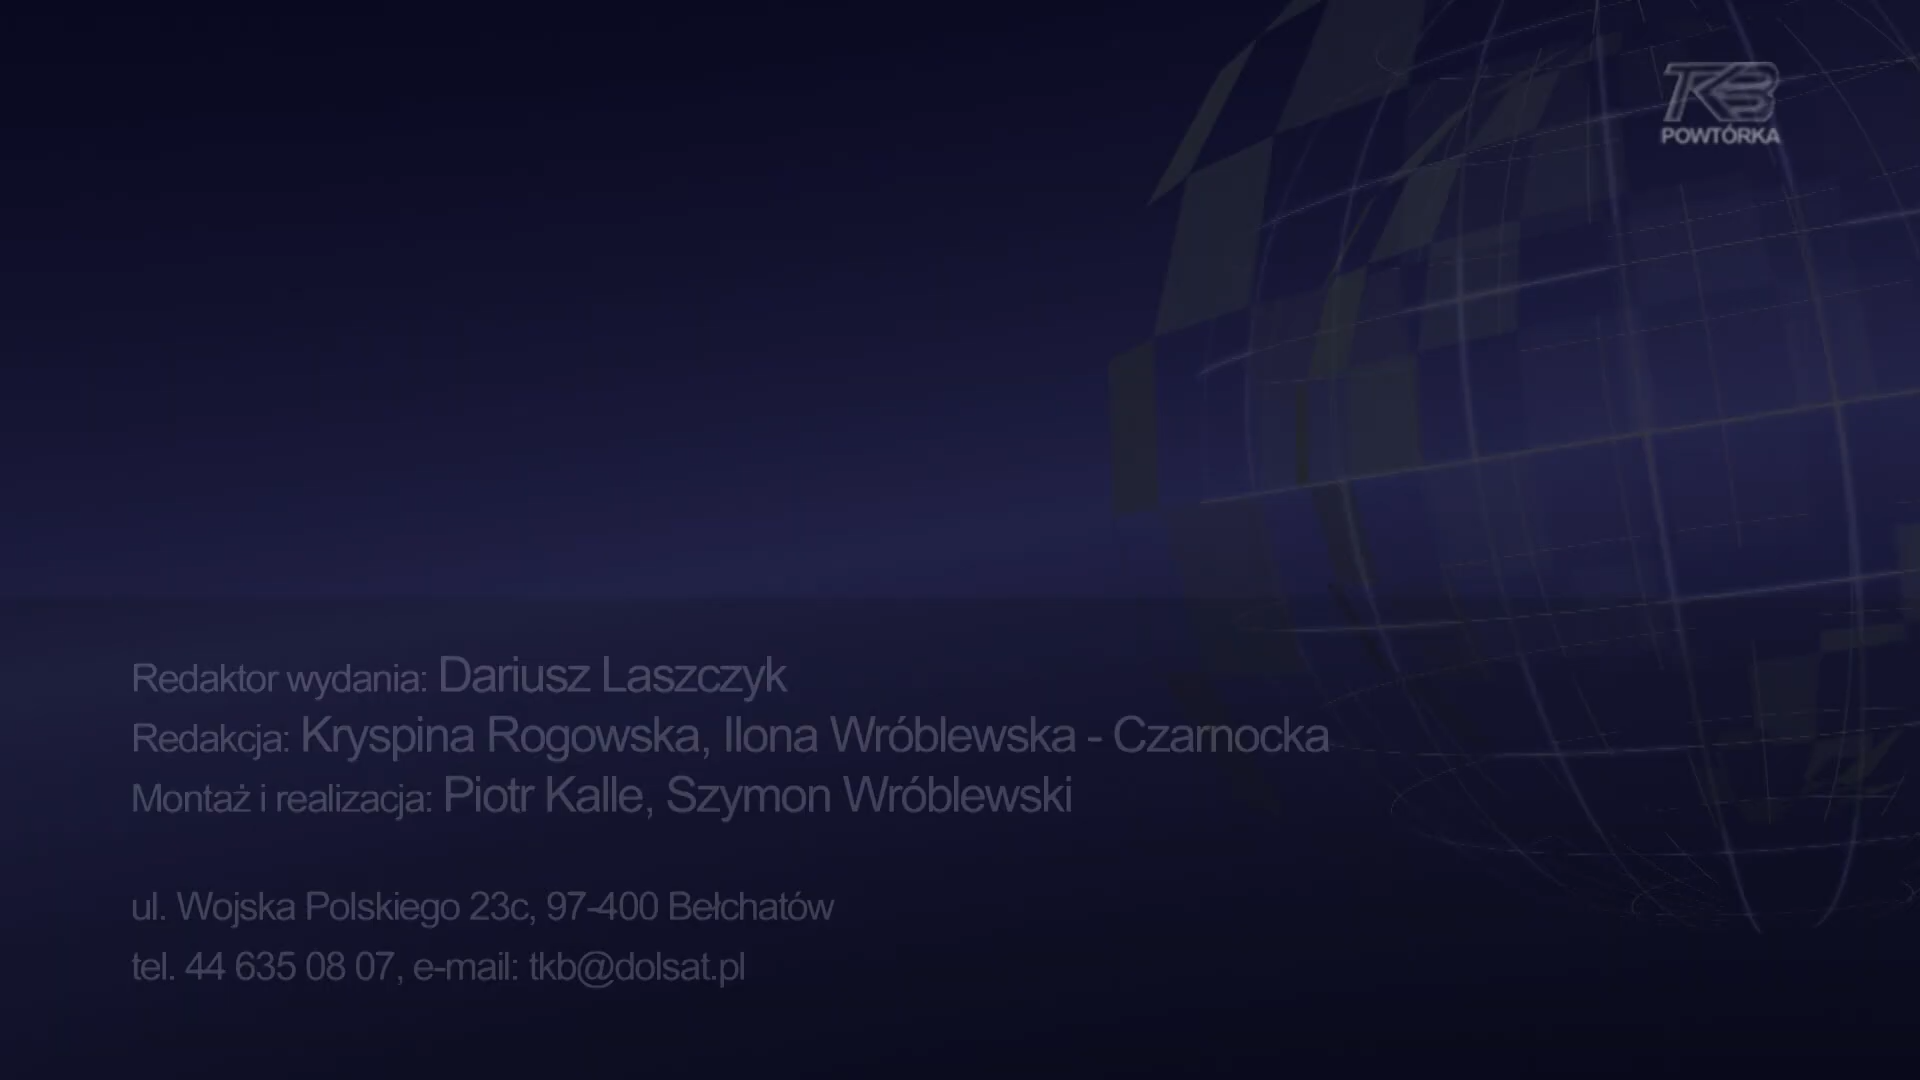 TKB
POWTÓRKA
Redaktor wydania: Dariusz Laszczyk
Redakcja: Kryspina Rogowska, Ilona Wróblewska - Czarnocka
Montaż i realizacja: Piotr Kalle, Szymon Wróblewski
ul. Wojska Polskiego 23c, 97-400 Bełchatów
tel. 44 635 08 07, e-mail: tkb@dolsat.pl